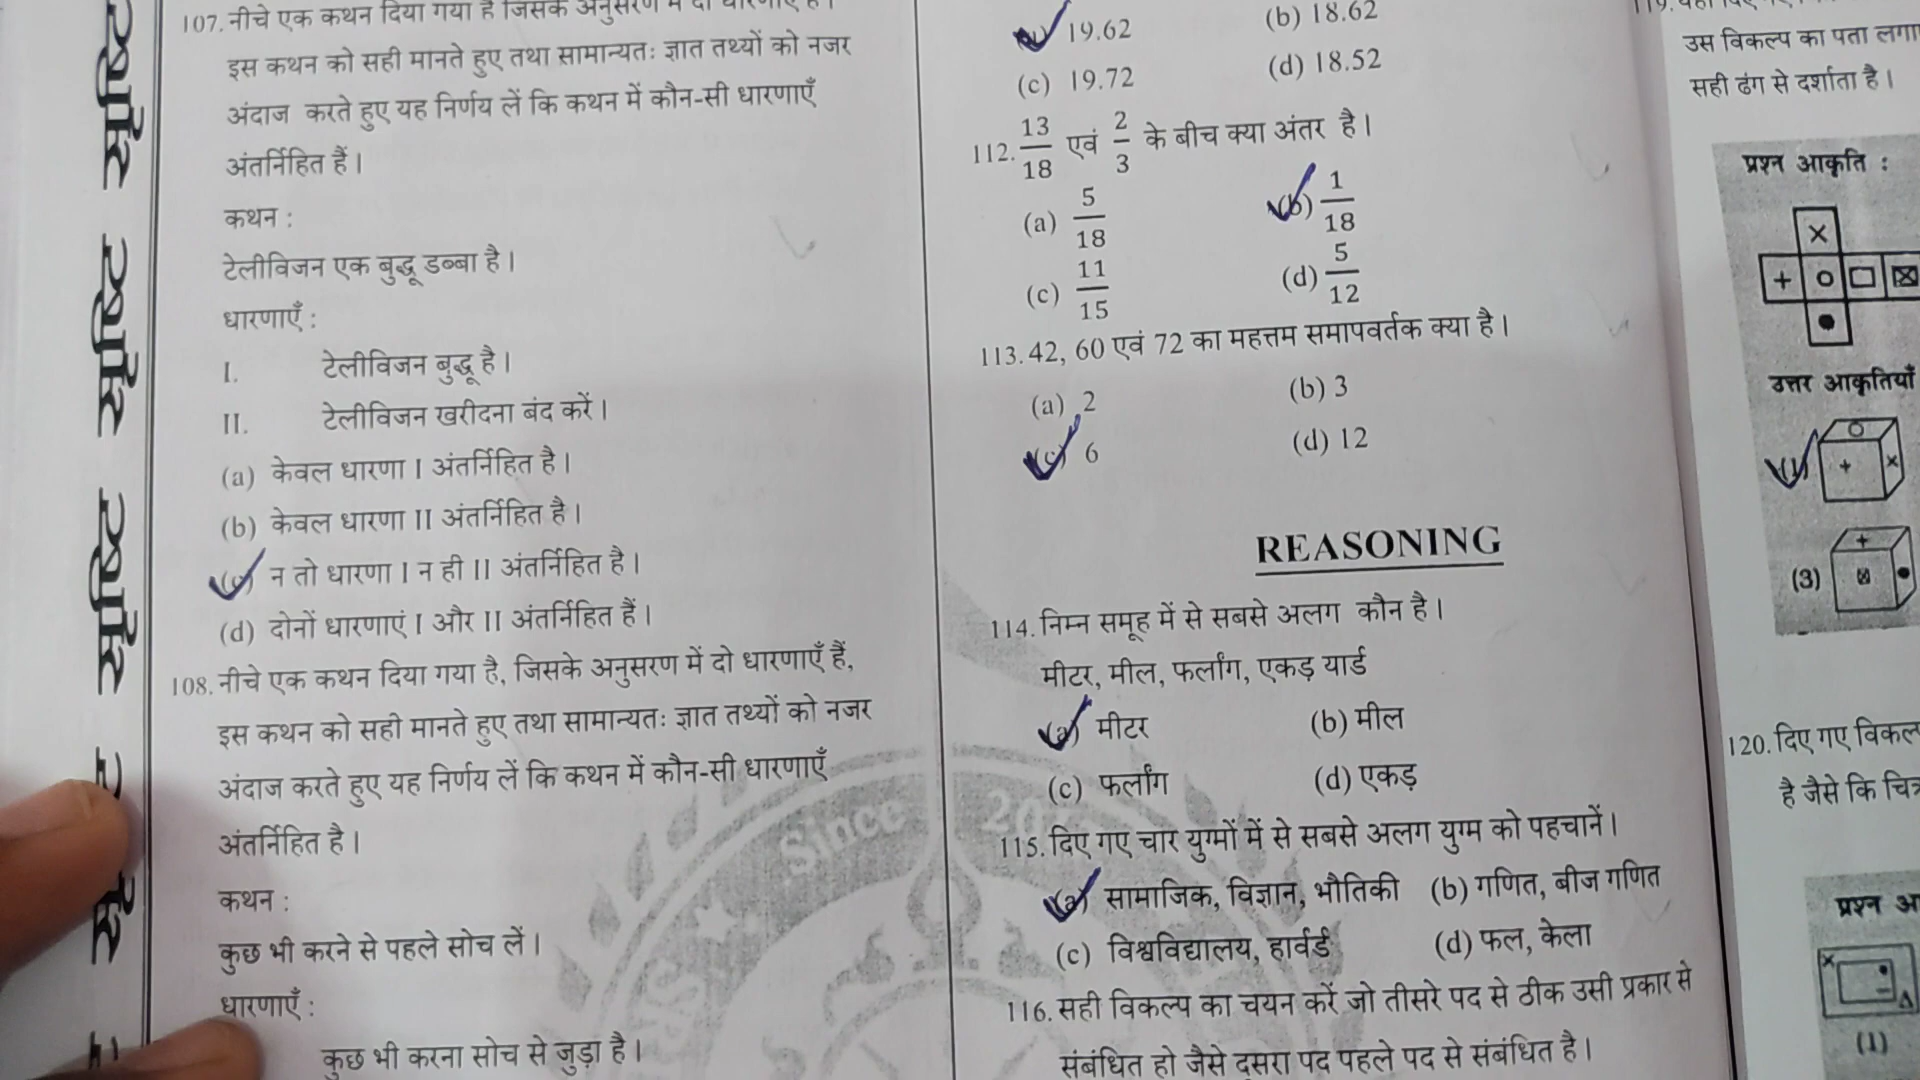 107. नीचे एक कथन दिया गया है जिसके अनुसरण में दो
इस कथन को सही मानते हुए तथा सामान्यतः ज्ञात तथ्यों को नजर
अंदाज करते हुए यह निर्णय लें कि कथन में कौन-सी धारणाएँ
अंतर्निहित हैं।
कथन :
टेलीविजन एक बुद्धू डब्बा है।
धारणाएँ :
I. टेलीविजन बुद्धू है।
II. टेलीविजन खरीदना बंद करें।
(a) केवल धारणा I अंतर्निहित है।
(b) केवल धारणा II अंतर्निहित है।
(c) न तो धारणा I न ही II अंतर्निहित है।
(d) दोनों धारणाएं I और II अंतर्निहित हैं।
108. नीचे एक कथन दिया गया है, जिसके अनुसरण में दो धारणाएँ हैं,
इस कथन को सही मानते हुए तथा सामान्यतः ज्ञात तथ्यों को नजर
अंदाज करते हुए यह निर्णय लें कि कथन में कौन-सी धारणाएँ
अंतर्निहित है।
कथन :
कुछ भी करने से पहले सोच लें।
धारणाएँ :
कुछ भी करना सोच से जुड़ा है।
(a) 19.62 (b) 18.62
(c) 19.72 (d) 18.52
112. 13/18 एवं 2/3 के बीच क्या अंतर है।
(a) 5/18 (b) 1/18
(c) 11/15 (d) 5/12
113. 42, 60 एवं 72 का महत्तम समापवर्तक क्या है।
(a) 2 (b) 3
(c) 6 (d) 12
REASONING
114. निम्न समूह में से सबसे अलग कौन है।
मीटर, मील, फर्लांग, एकड़ यार्ड
(a) मीटर (b) मील
(c) फर्लांग (d) एकड़
115. दिए गए चार युग्मों में से सबसे अलग युग्म को पहचानें।
(a) सामाजिक, विज्ञान, भौतिकी (b) गणित, बीज गणित
(c) विश्वविद्यालय, हार्वर्ड (d) फल, केला
116. सही विकल्प का चयन करें जो तीसरे पद से ठीक उसी प्रकार से
संबंधित हो जैसे दूसरा पद पहले पद से संबंधित है।
Since
उस विकल्प का पता लगा
सही ढंग से दर्शाता है।
प्रश्न आकृति :
उत्तर आकृतियाँ
(1)
(3)
120. दिए गए विकल्
है जैसे कि चित्र
प्रश्न
(1)